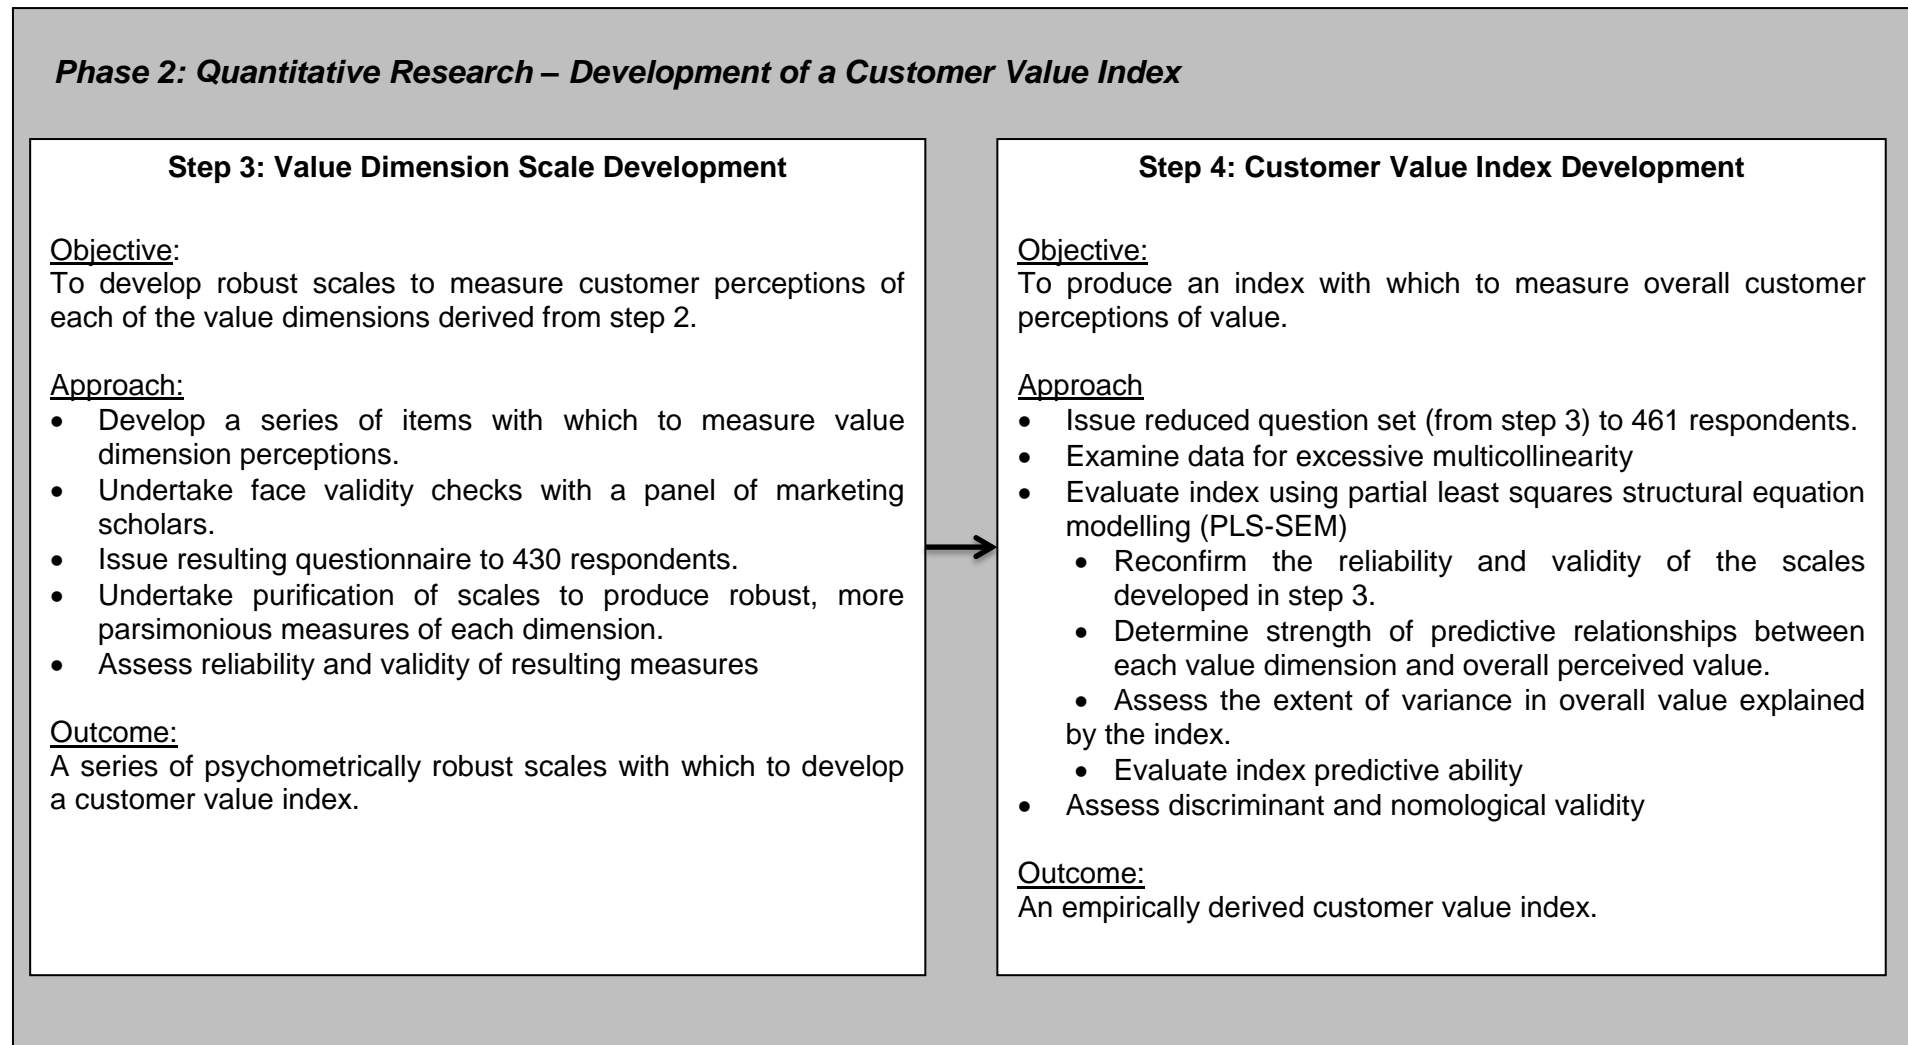 Phase 2: Quantitative Research – Development of a Customer Value Index
Step 3: Value Dimension Scale Development
Objective:
To develop robust scales to measure customer perceptions of
each of the value dimensions derived from step 2.
Approach:
• Develop a series of items with which to measure value
dimension perceptions.
• Undertake face validity checks with a panel of marketing
scholars.
• Issue resulting questionnaire to 430 respondents.
• Undertake purification of scales to produce robust, more
parsimonious measures of each dimension.
• Assess reliability and validity of resulting measures
Outcome:
A series of psychometrically robust scales with which to develop
a customer value index.
Step 4: Customer Value Index Development
Objective:
To produce an index with which to measure overall customer
perceptions of value.
Approach
• Issue reduced question set (from step 3) to 461 respondents.
• Examine data for excessive multicollinearity
• Evaluate index using partial least squares structural equation
modelling (PLS-SEM)
• Reconfirm the reliability and validity of the scales
developed in step 3.
• Determine strength of predictive relationships between
each value dimension and overall perceived value.
• Assess the extent of variance in overall value explained
by the index.
• Evaluate index predictive ability
• Assess discriminant and nomological validity
Outcome:
An empirically derived customer value index.